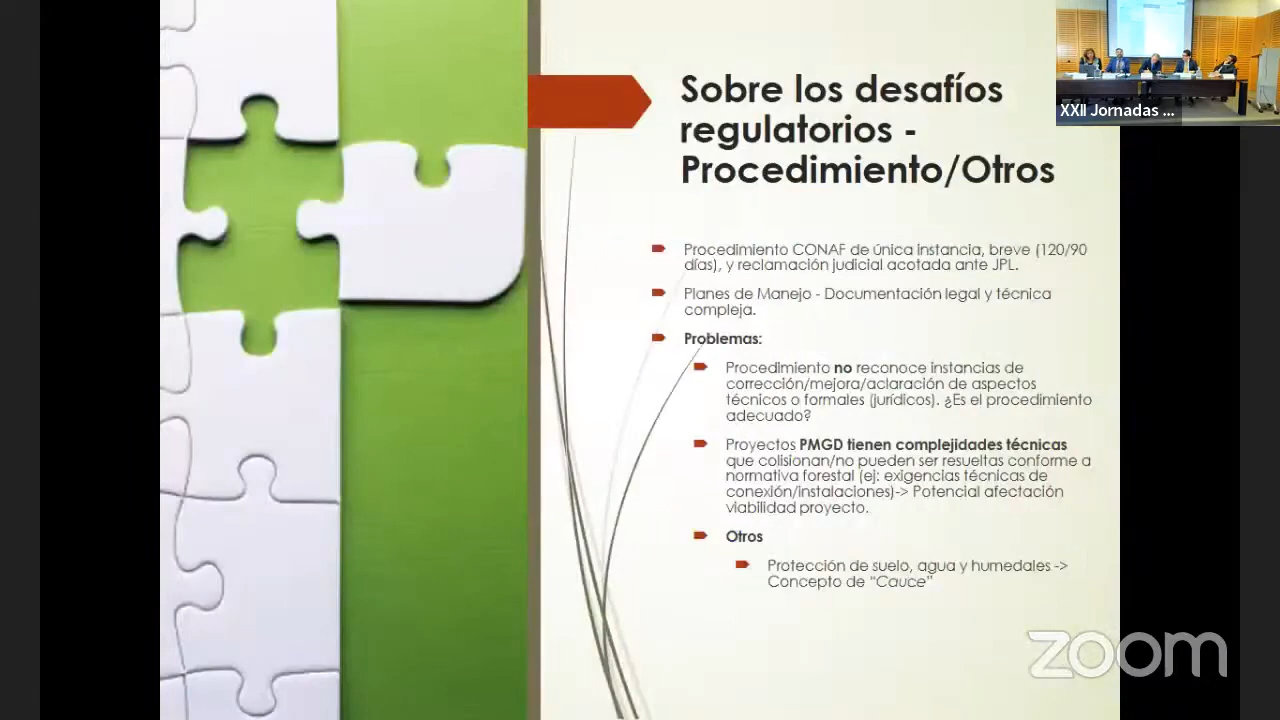 Sobre los desafíos
regulatorios -
Procedimiento/Otros
XXII Jornadas ...
Procedimiento CONAF de única instancia, breve (120/90
días), y reclamación judicial acotada ante JPL.
Planes de Manejo - Documentación legal y técnica
compleja.
Problemas:
Procedimiento no reconoce instancias de
corrección/mejora/aclaración de aspectos
técnicos o formales (jurídicos). ¿Es el procedimiento
adecuado?
Proyectos PMGD tienen complejidades técnicas
que colisionan/no pueden ser resueltas conforme a
normativa forestal (ej: exigencias técnicas de
conexión/instalaciones)-> Potencial afectación
viabilidad proyecto.
Otros
Protección de suelo, agua y humedales ->
Concepto de “Cauce”
zoom